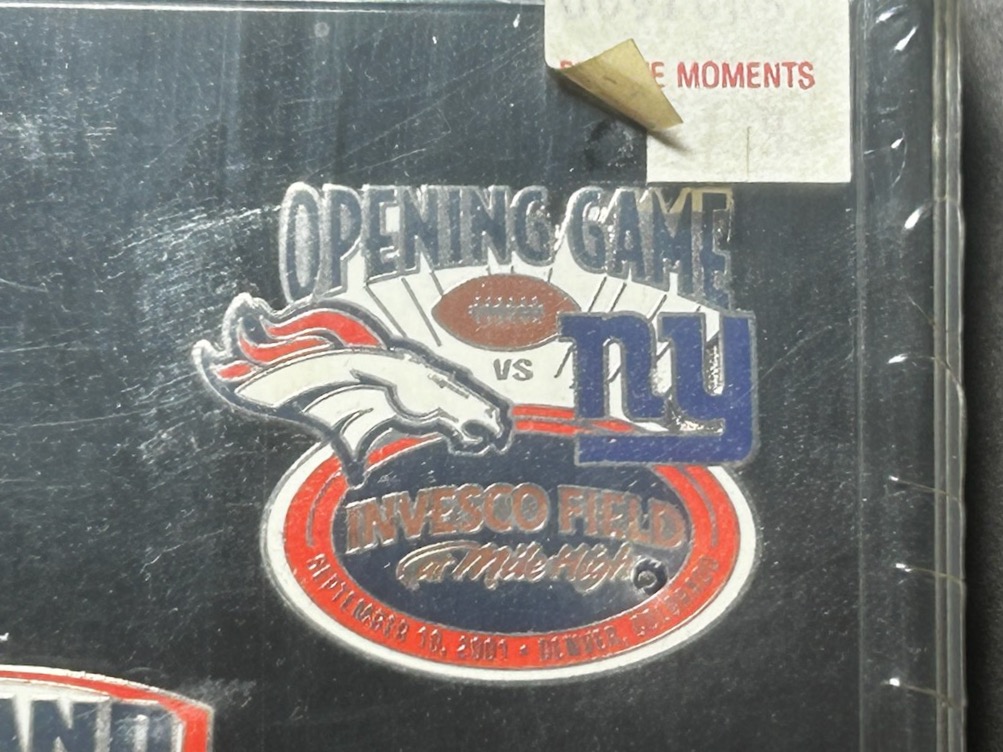 MOMENTS
OPENING GAME
VS
ny
INVESCO FIELD
at Mile High
SEPTEMBER 10, 2001 • DENVER, COLORADO